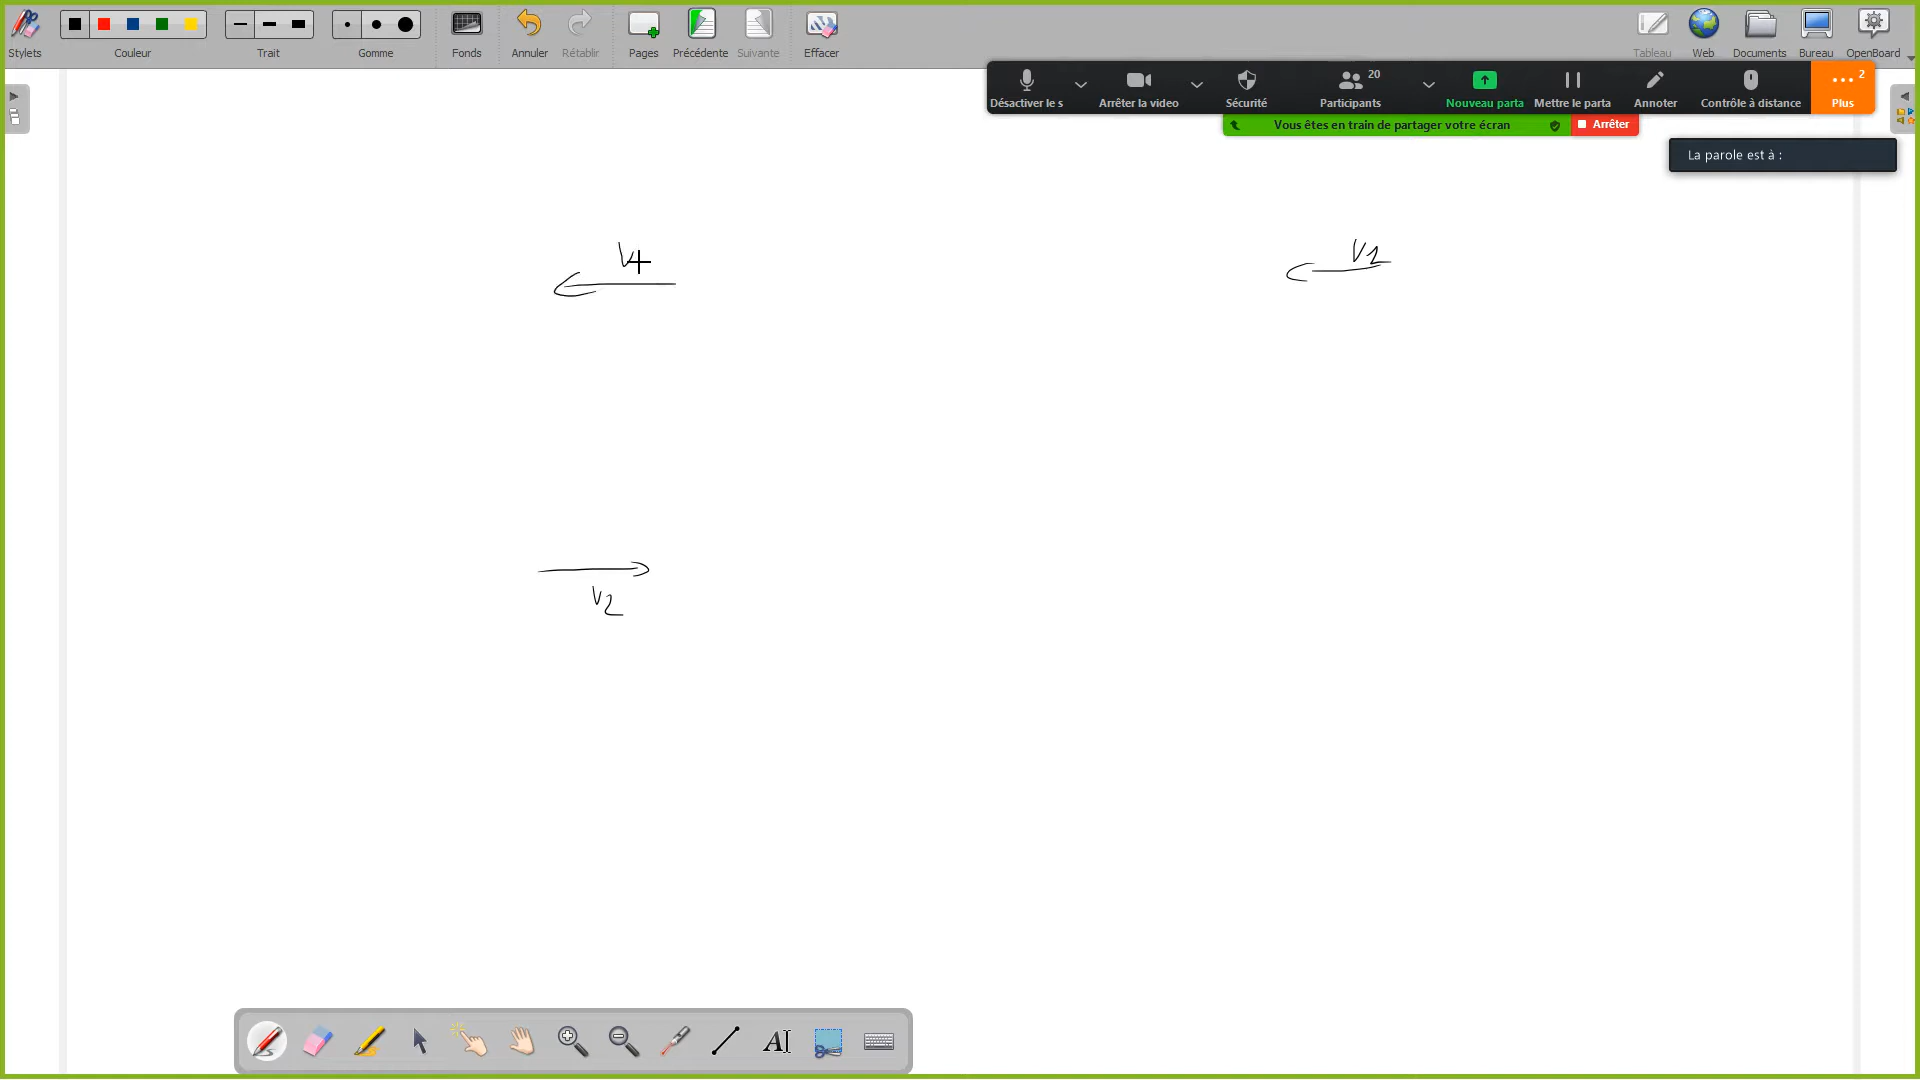 Stylets Couleur Trait Gomme Fonds Annuler Rétablir Pages Précédente Suivante Effacer Tableau Web Documents Bureau OpenBoard
20 2
Désactiver le s Arrêter la video Sécurité Participants Nouveau parta Mettre le parta Annoter Contrôle à distance Plus
Vous êtes en train de partager votre écran Arrêter
La parole est à :
V2
V2
AI